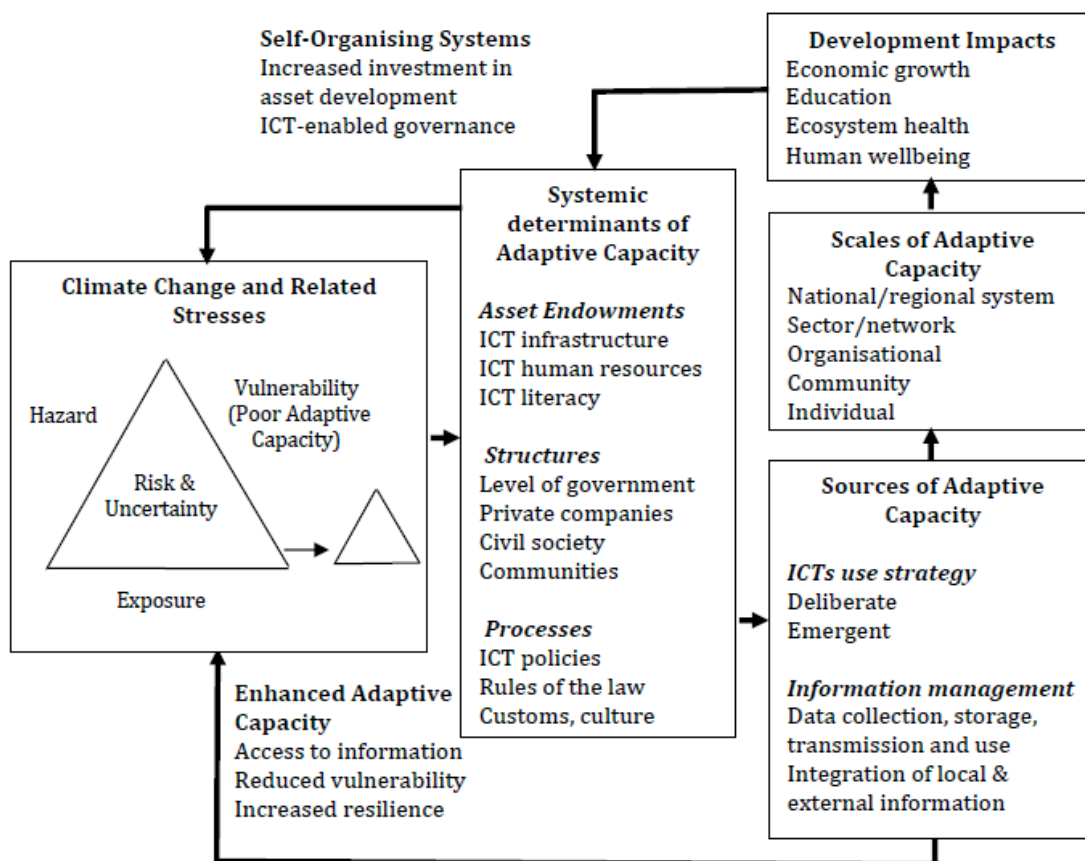 Self-Organising Systems
Increased investment in
asset development
ICT-enabled governance
Development Impacts
Economic growth
Education
Ecosystem health
Human wellbeing
Climate Change and Related
Stresses
Hazard
Vulnerability
(Poor Adaptive
Capacity)
Risk &
Uncertainty
Exposure
Systemic
determinants of
Adaptive Capacity
Asset Endowments
ICT infrastructure
ICT human resources
ICT literacy
Structures
Level of government
Private companies
Civil society
Communities
Processes
ICT policies
Rules of the law
Customs, culture
Scales of Adaptive
Capacity
National/regional system
Sector/network
Organisational
Community
Individual
Sources of Adaptive
Capacity
ICTs use strategy
Deliberate
Emergent
Information management
Data collection, storage,
transmission and use
Integration of local &
external information
Enhanced Adaptive
Capacity
Access to information
Reduced vulnerability
Increased resilience